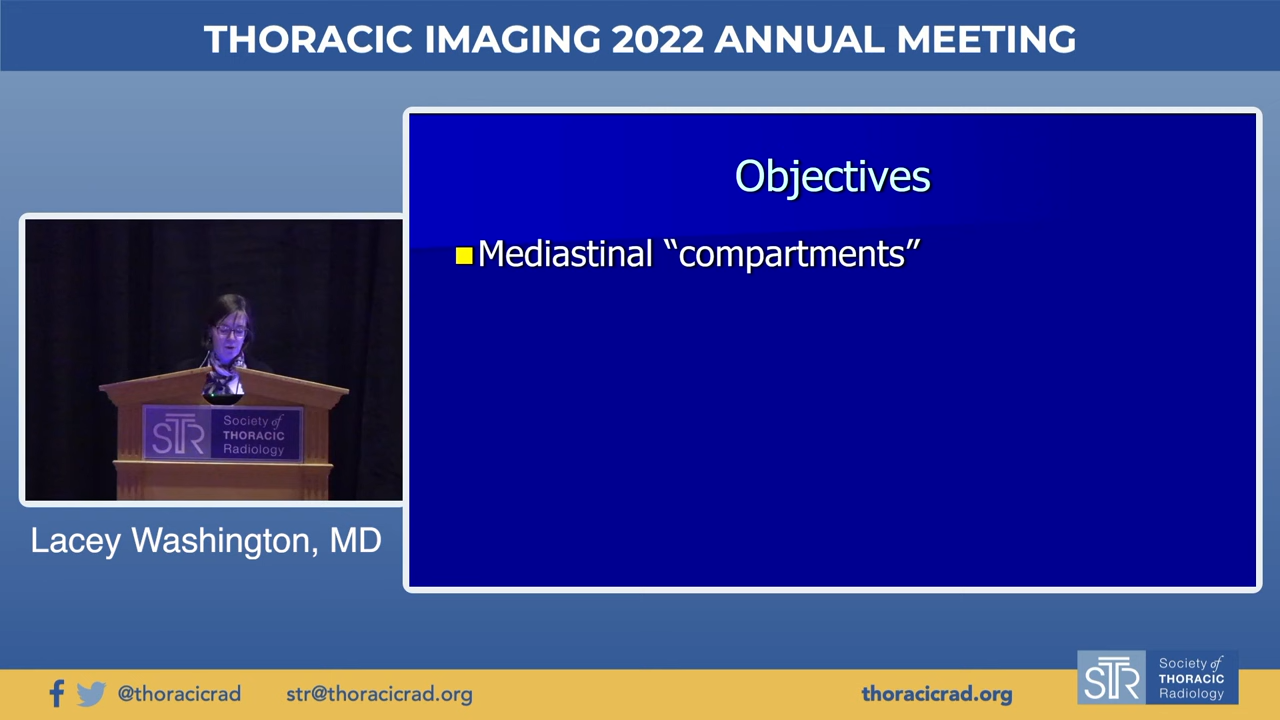 THORACIC IMAGING 2022 ANNUAL MEETING
Objectives
Mediastinal “compartments”
STR
Society of
THORACIC
Radiology
Lacey Washington, MD
@thoracicrad
str@thoracicrad.org
thoracicrad.org
STR
Society of
THORACIC
Radiology